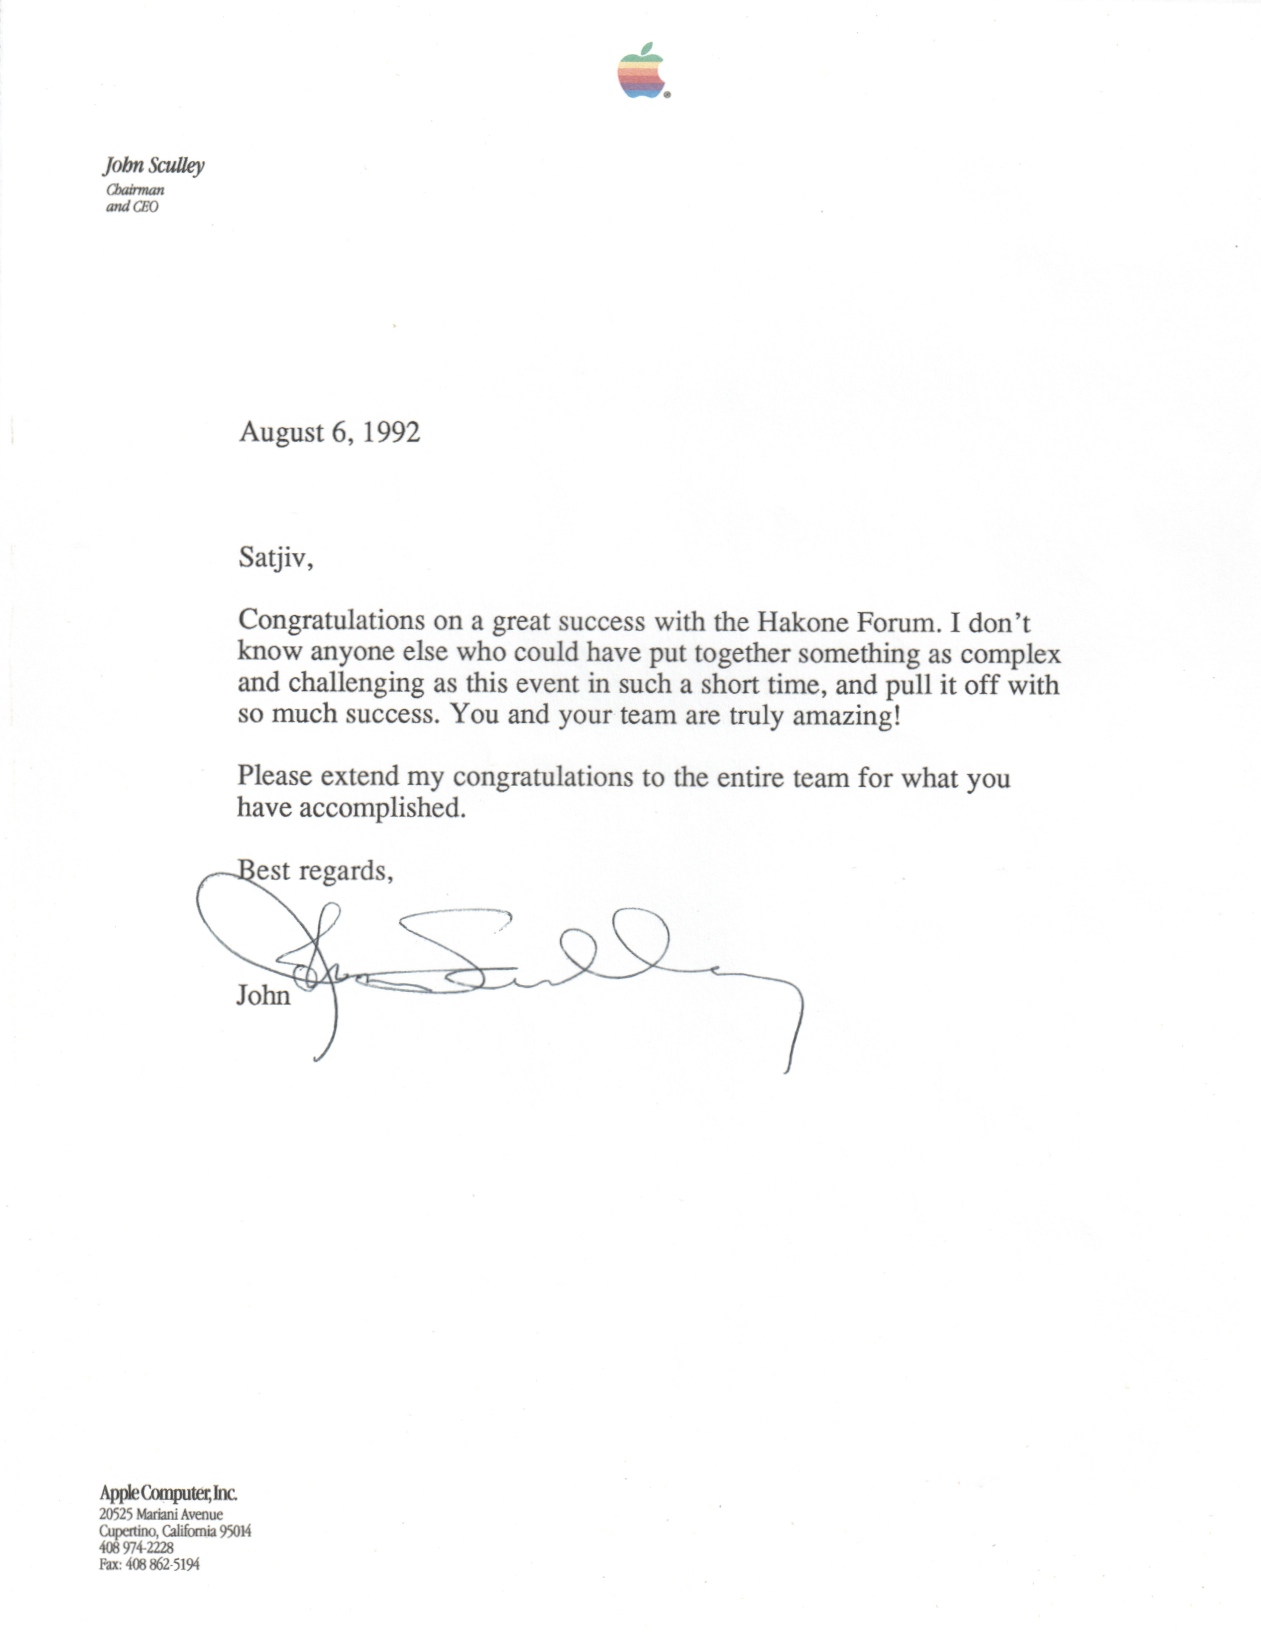 John Sculley
Chairman
and CEO
August 6, 1992
Satjiv,
Congratulations on a great success with the Hakone Forum. I don't
know anyone else who could have put together something as complex
and challenging as this event in such a short time, and pull it off with
so much success. You and your team are truly amazing!
Please extend my congratulations to the entire team for what you
have accomplished.
Best regards,
John Sculley
John
Apple Computer, Inc.
20525 Mariani Avenue
Cupertino, California 95014
408 974-2228
Fax: 408 862-5194